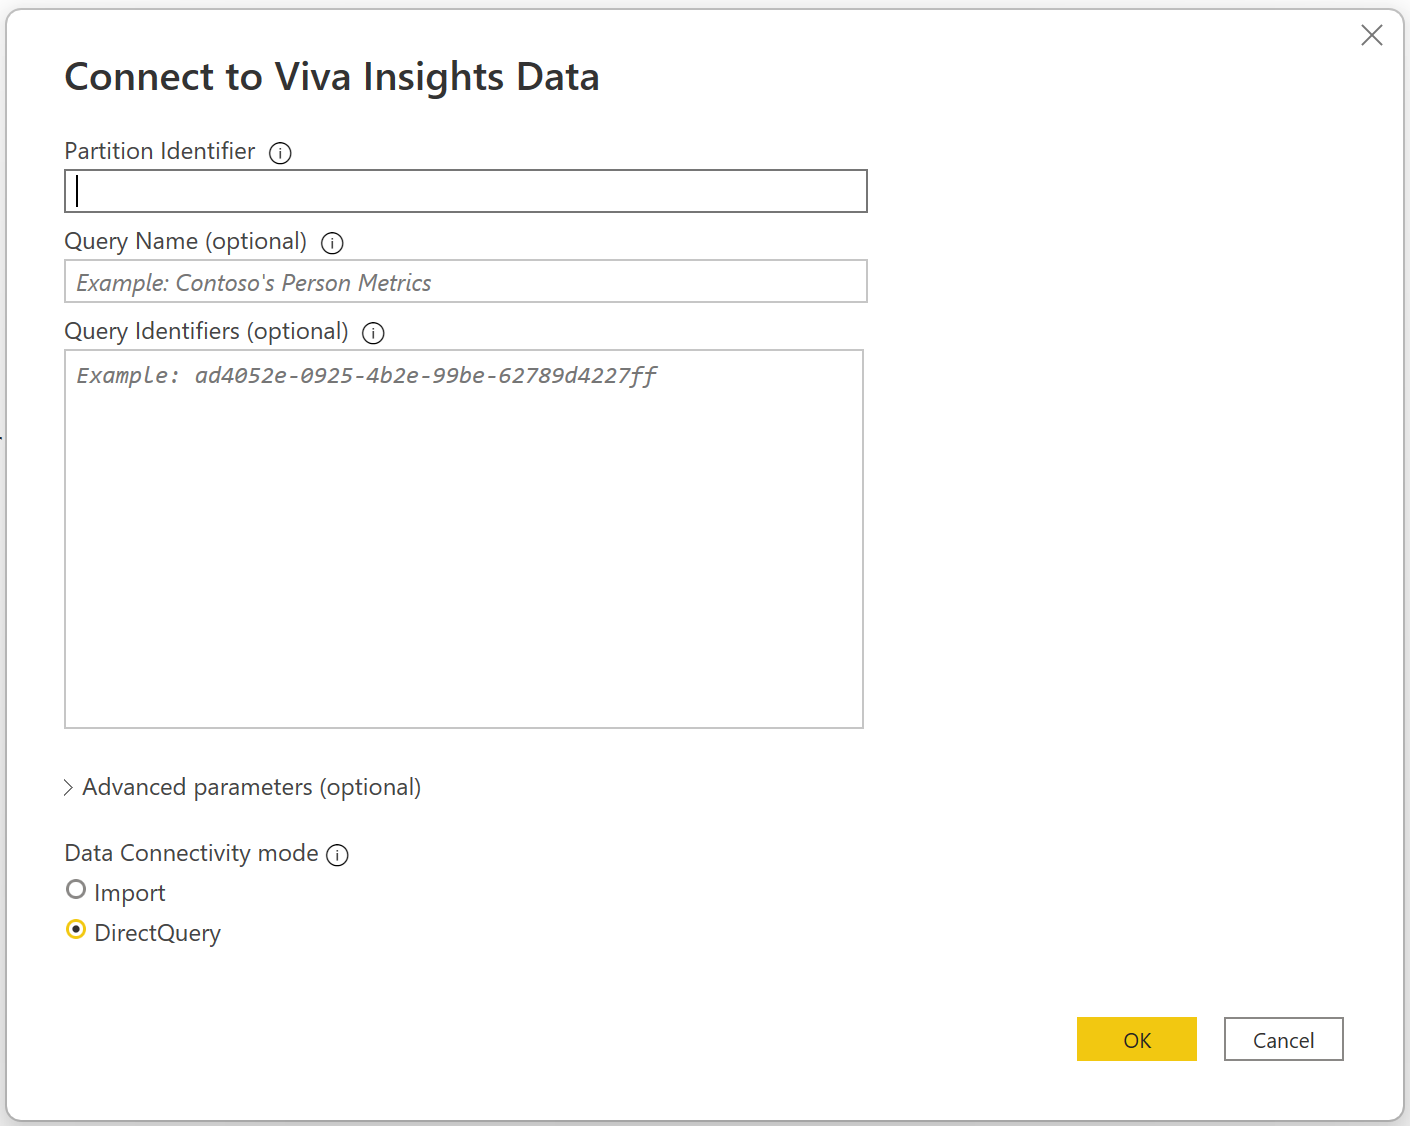 Connect to Viva Insights Data
Partition Identifier
Query Name (optional)
Example: Contoso's Person Metrics
Query Identifiers (optional)
Example: ad4052e-0925-4b2e-99be-62789d4227ff
Advanced parameters (optional)
Data Connectivity mode
Import
DirectQuery
OK
Cancel